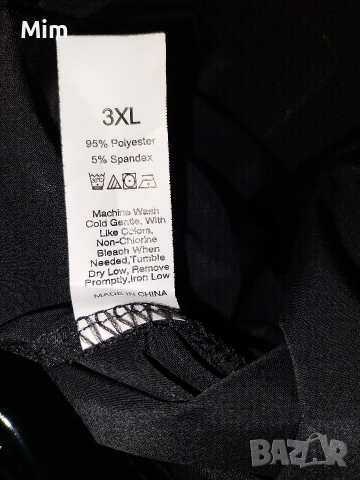 Mim
3XL
95% Polyester
5% Spandex
30°C
Machine Wash
Cold Gentle, With
Like Colors,
Non-Chlorine
Bleach When
Needed,Tumble
Dry Low, Remove
Promptly,Iron Low
MADE IN CHINA
BAZAR